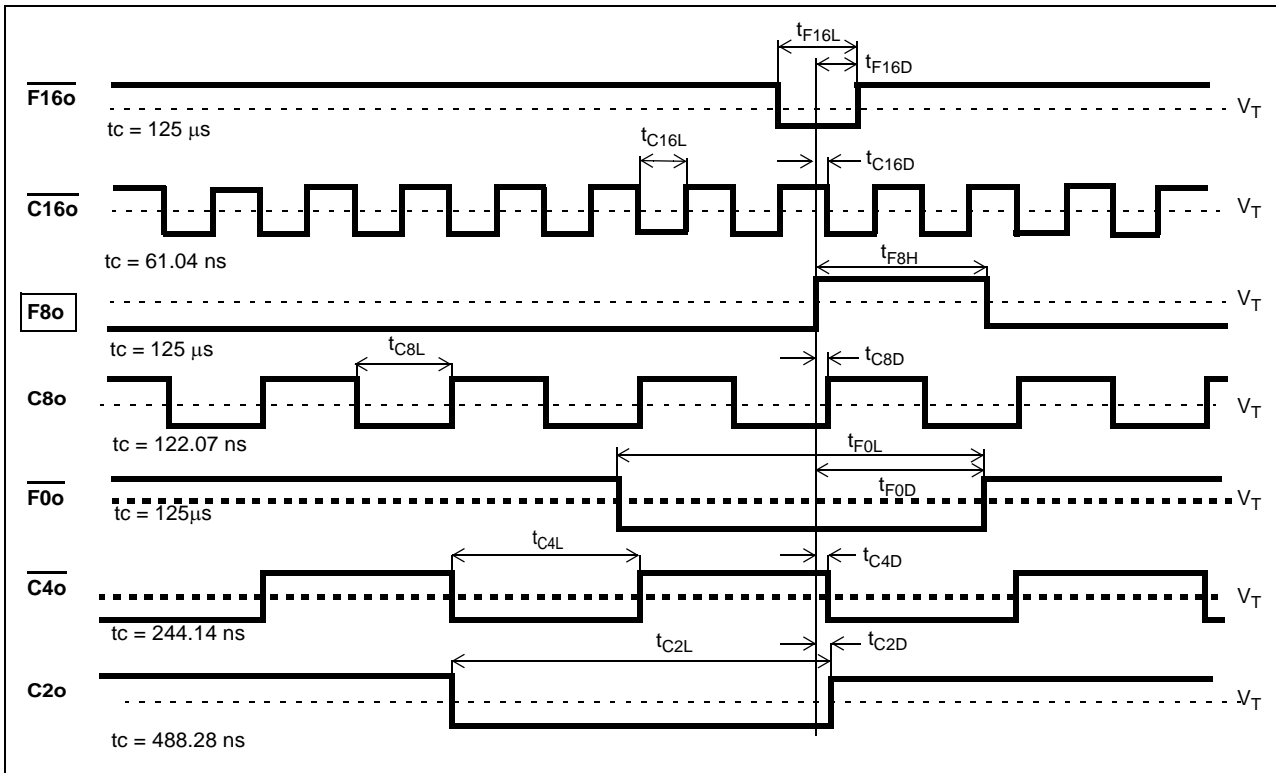 tF16L
tF16D
F16o
VT
tc = 125 μs
tC16L
tC16D
C16o
VT
tc = 61.04 ns
tF8H
F8o
VT
tc = 125 μs
tC8L
tC8D
C8o
VT
tc = 122.07 ns
tF0L
F0o
tF0D
VT
tc = 125μs
tC4L
tC4D
C4o
VT
tc = 244.14 ns
tC2L
tC2D
C2o
VT
tc = 488.28 ns